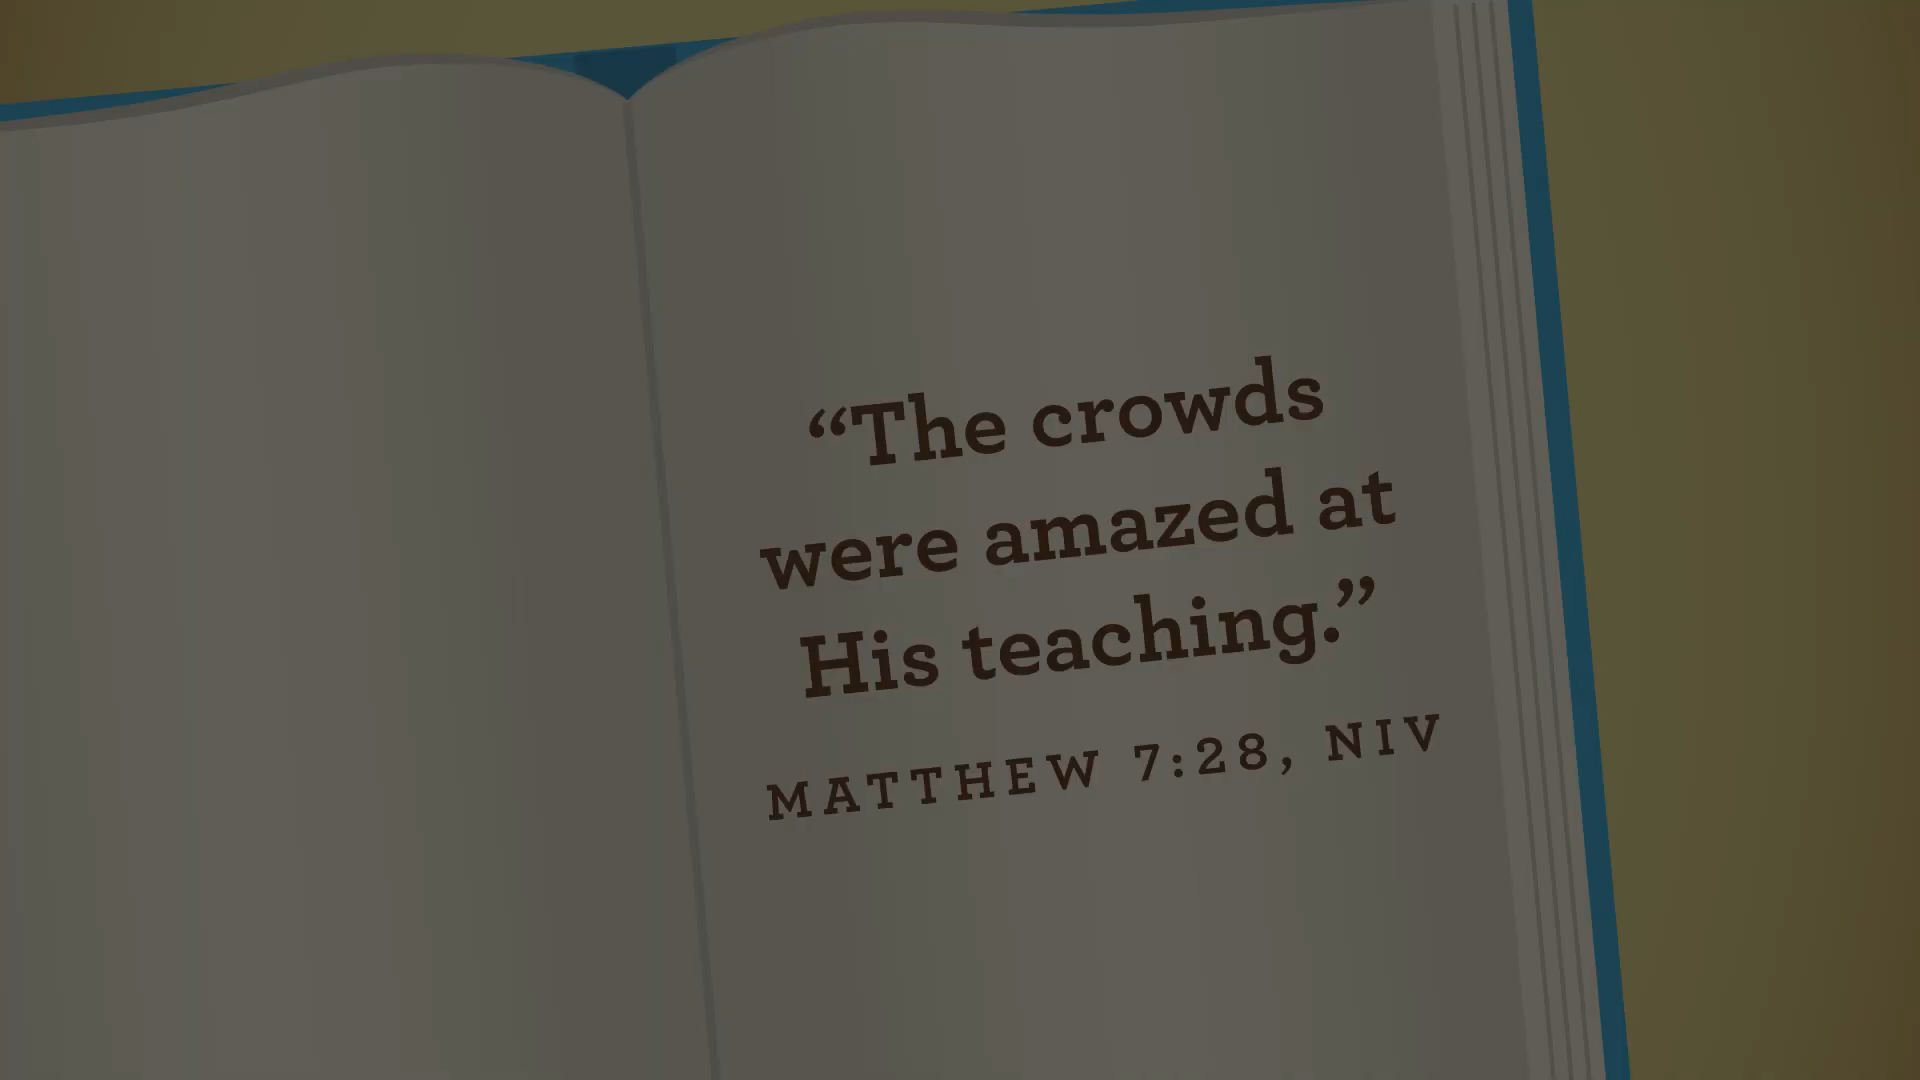 “The crowds
were amazed at
His teaching.”
MATTHEW 7:28, NIV